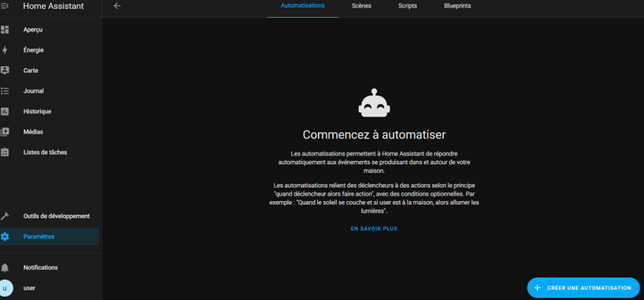 Home Assistant
Automatisations
Scènes
Scripts
Blueprints
Aperçu
Énergie
Carte
Journal
Historique
Médias
Listes de tâches
Outils de développement
Paramètres
Notifications
u
user
Commencez à automatiser
Les automatisations permettent à Home Assistant de répondre
automatiquement aux événements se produisant dans et autour de votre
maison.
Les automatisations relient des déclencheurs à des actions selon le principe
"quand déclencheur alors faire action", avec des conditions optionnelles. Par
exemple : "Quand le soleil se couche et si user est à la maison, alors allumer les
lumières".
EN SAVOIR PLUS
CRÉER UNE AUTOMATISATION